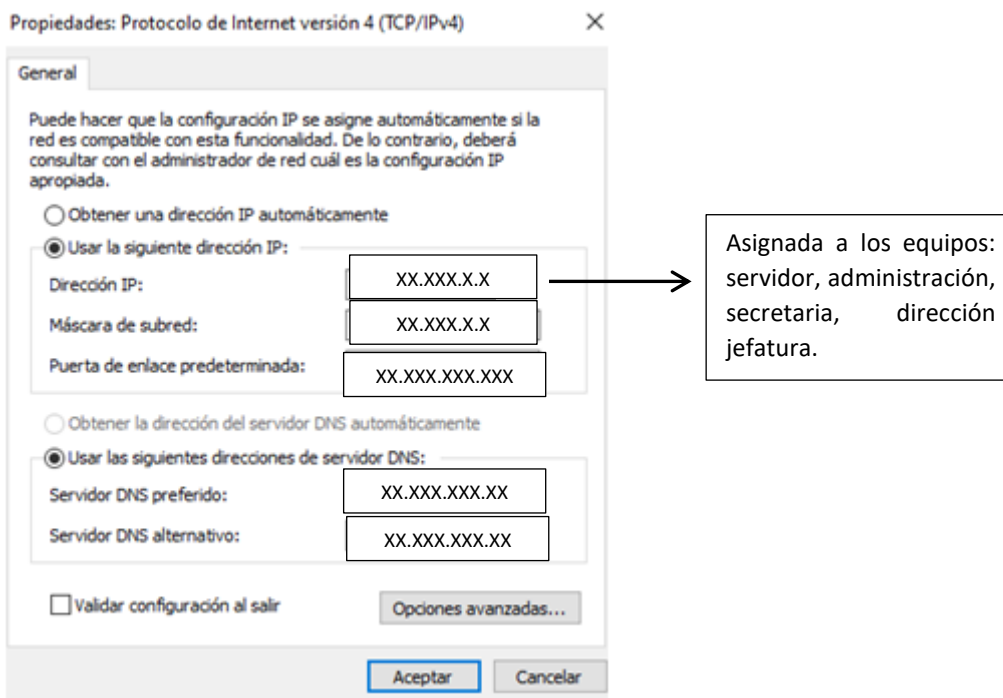 Propiedades: Protocolo de Internet versión 4 (TCP/IPv4)
General
Puede hacer que la configuración IP se asigne automáticamente si la
red es compatible con esta funcionalidad. De lo contrario, deberá
consultar con el administrador de red cuál es la configuración IP
apropiada.
Obtener una dirección IP automáticamente
Usar la siguiente dirección IP:
Dirección IP: XX.XXX.X.X
Máscara de subred: XX.XXX.X.X
Puerta de enlace predeterminada: XX.XXX.XXX.XXX
Obtener la dirección del servidor DNS automáticamente
Usar las siguientes direcciones de servidor DNS:
Servidor DNS preferido: XX.XXX.XXX.XX
Servidor DNS alternativo: XX.XXX.XXX.XX
Validar configuración al salir
Opciones avanzadas...
Aceptar
Cancelar
Asignada a los equipos:
servidor, administración,
secretaria, dirección
jefatura.